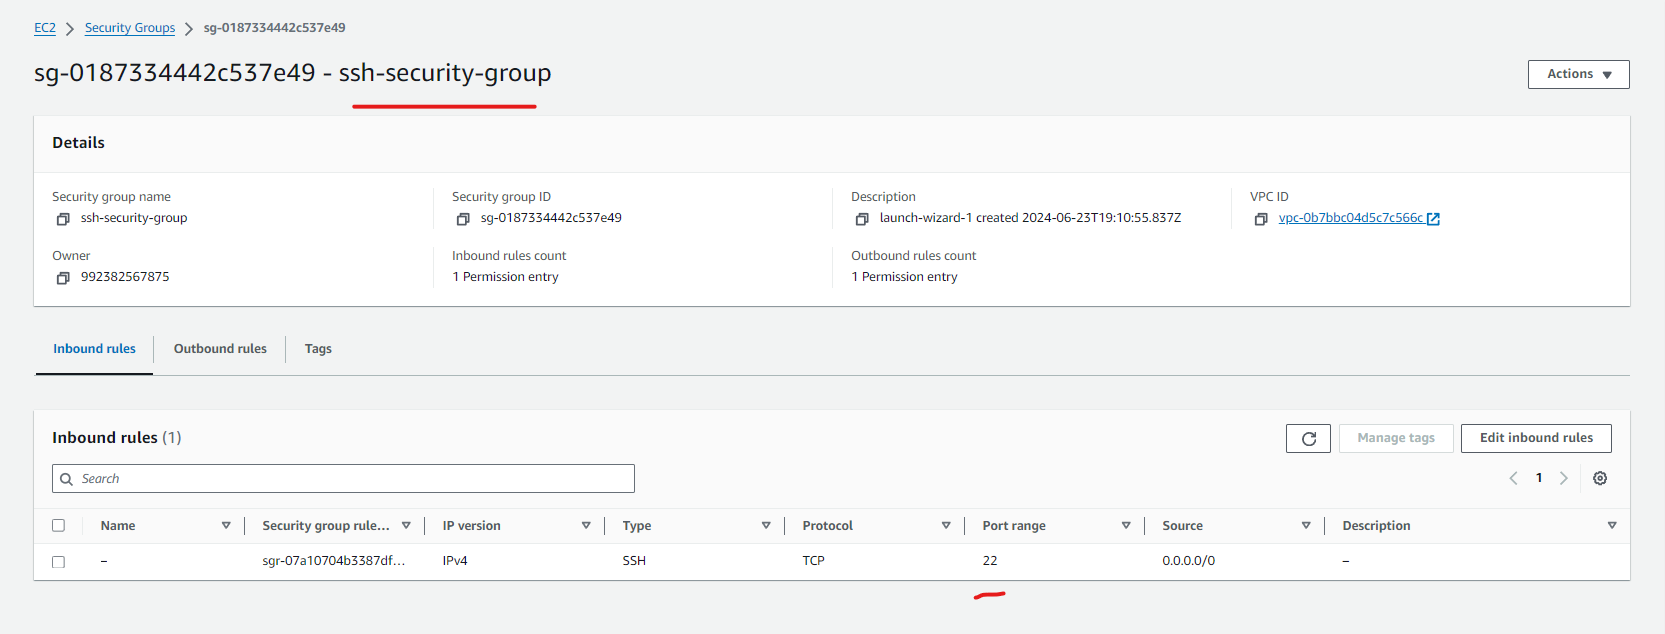 EC2 > Security Groups > sg-0187334442c537e49
sg-0187334442c537e49 - ssh-security-group
Actions
Details
Security group name
ssh-security-group
Security group ID
sg-0187334442c537e49
Description
launch-wizard-1 created 2024-06-23T19:10:55.837Z
VPC ID
vpc-0b7bbc04d5c7c566c
Owner
992382567875
Inbound rules count
1 Permission entry
Outbound rules count
1 Permission entry
Inbound rules Outbound rules Tags
Inbound rules (1)
Manage tags Edit inbound rules
Search
1
Name Security group rule... IP version Type Protocol Port range Source Description
– sgr-07a10704b3387df... IPv4 SSH TCP 22 0.0.0.0/0 –